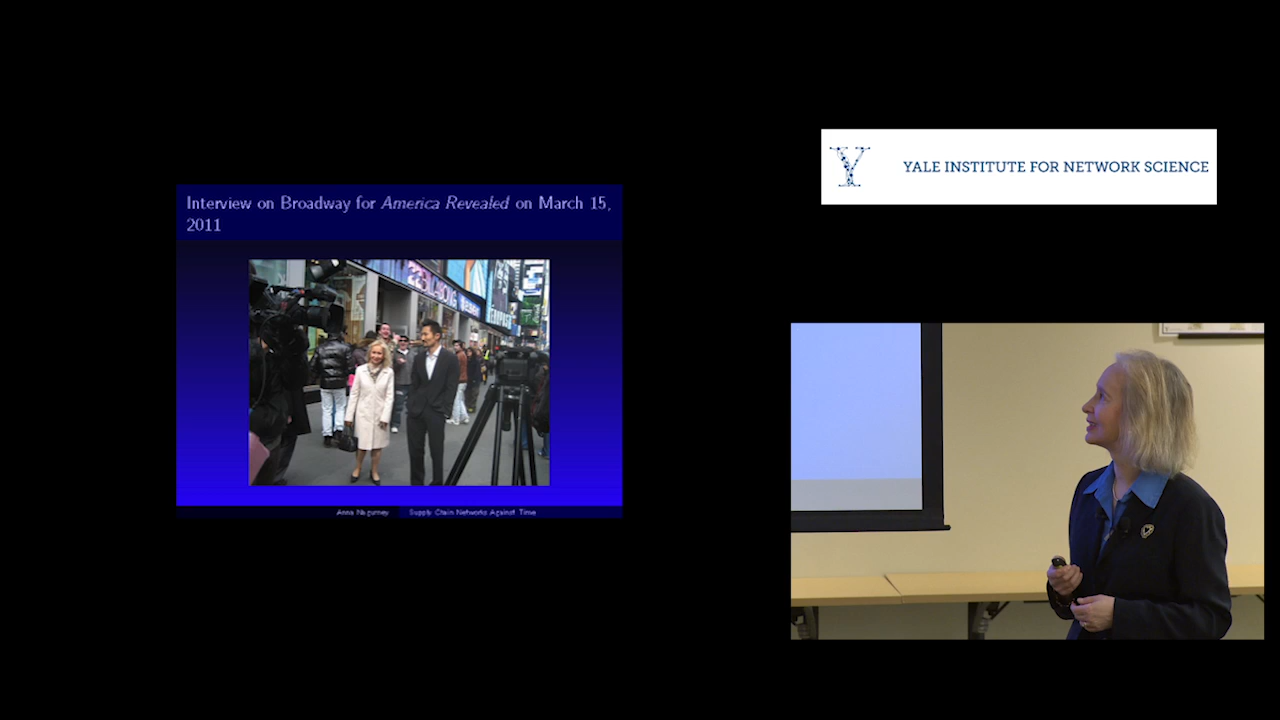 Interview on Broadway for America Revealed on March 15,
2011
Anna Nagurney
Supply Chain Networks Against Time
YALE INSTITUTE FOR NETWORK SCIENCE